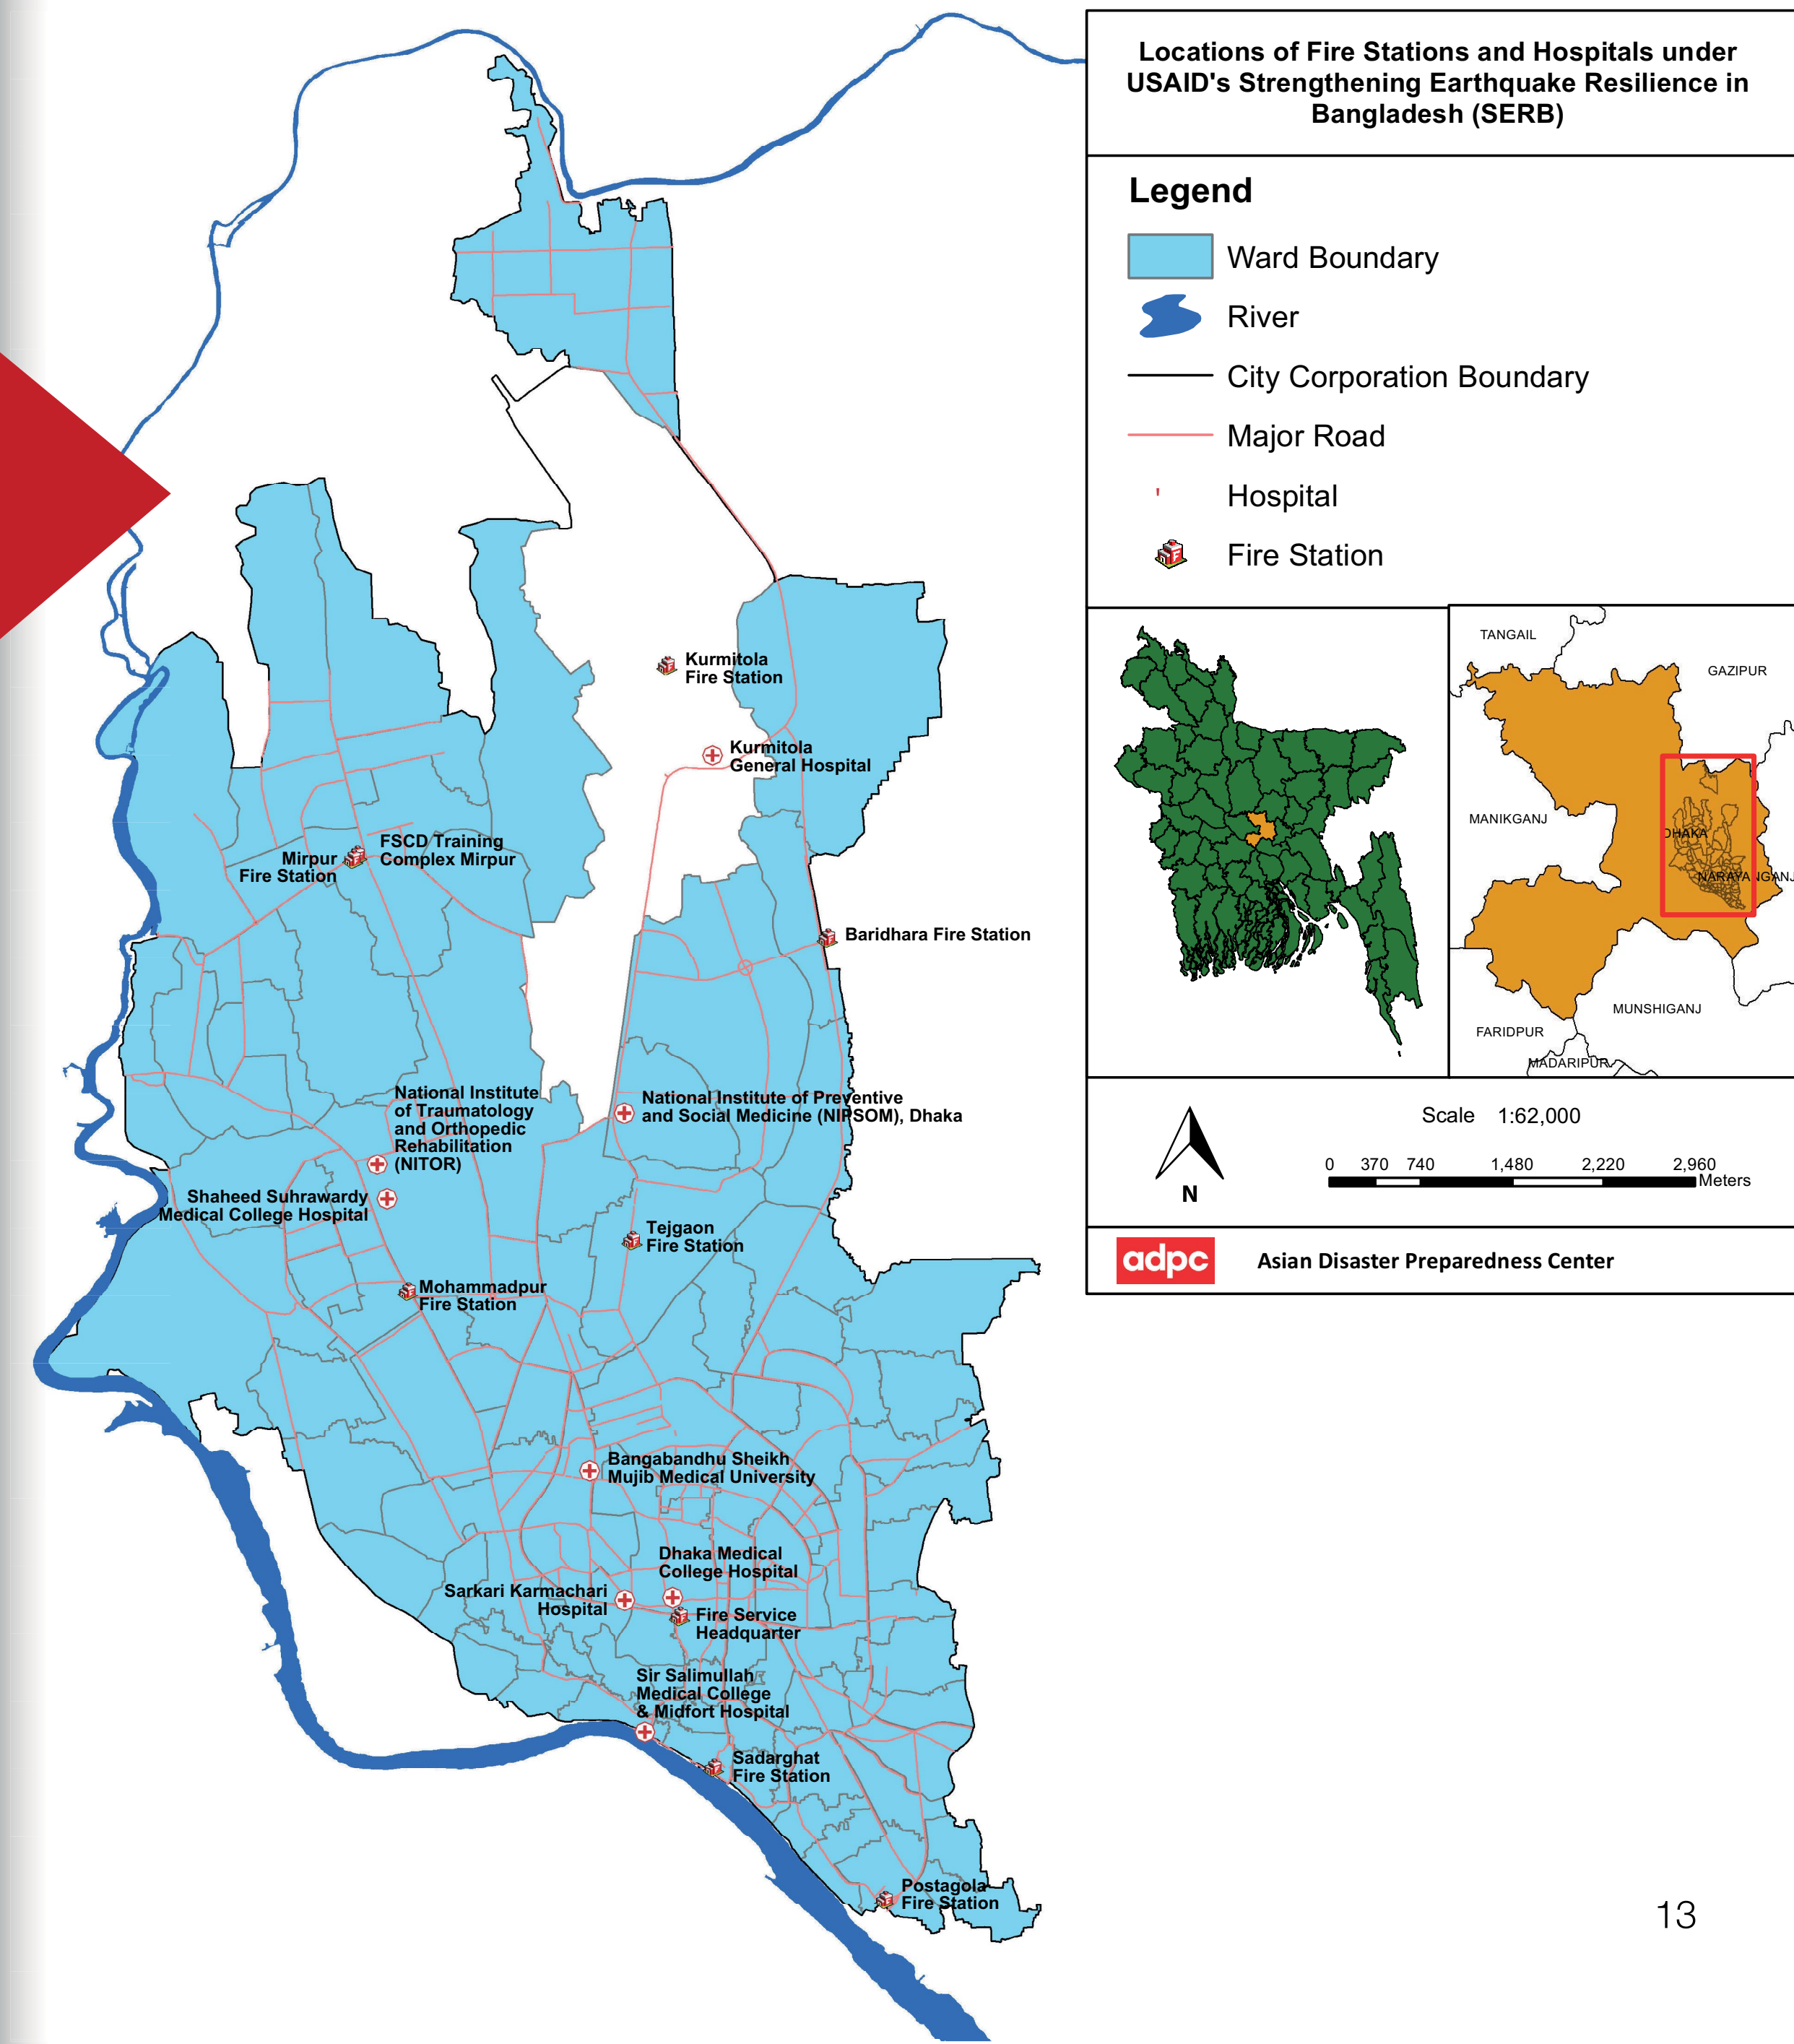 Locations of Fire Stations and Hospitals under
USAID's Strengthening Earthquake Resilience in
Bangladesh (SERB)
Legend
Ward Boundary
River
City Corporation Boundary
Major Road
Hospital
Fire Station
TANGAIL
GAZIPUR
MANIKGANJ
DHAKA
NARAYANGANJ
MUNSHIGANJ
FARIDPUR
MADARIPUR
Scale 1:62,000
0 370 740 1,480 2,220 2,960
Meters
N
adpc
Asian Disaster Preparedness Center
Kurmitola
Fire Station
Kurmitola
General Hospital
FSCD Training
Complex Mirpur
Mirpur
Fire Station
Baridhara Fire Station
National Institute
of Traumatology
and Orthopedic
Rehabilitation
(NITOR)
National Institute of Preventive
and Social Medicine (NIPSOM), Dhaka
Shaheed Suhrawardy
Medical College Hospital
Tejgaon
Fire Station
Mohammadpur
Fire Station
Bangabandhu Sheikh
Mujib Medical University
Dhaka Medical
College Hospital
Sarkari Karmachari
Hospital
Fire Service
Headquarter
Sir Salimullah
Medical College
& Midfort Hospital
Sadarghat
Fire Station
Postagola
Fire Station
13